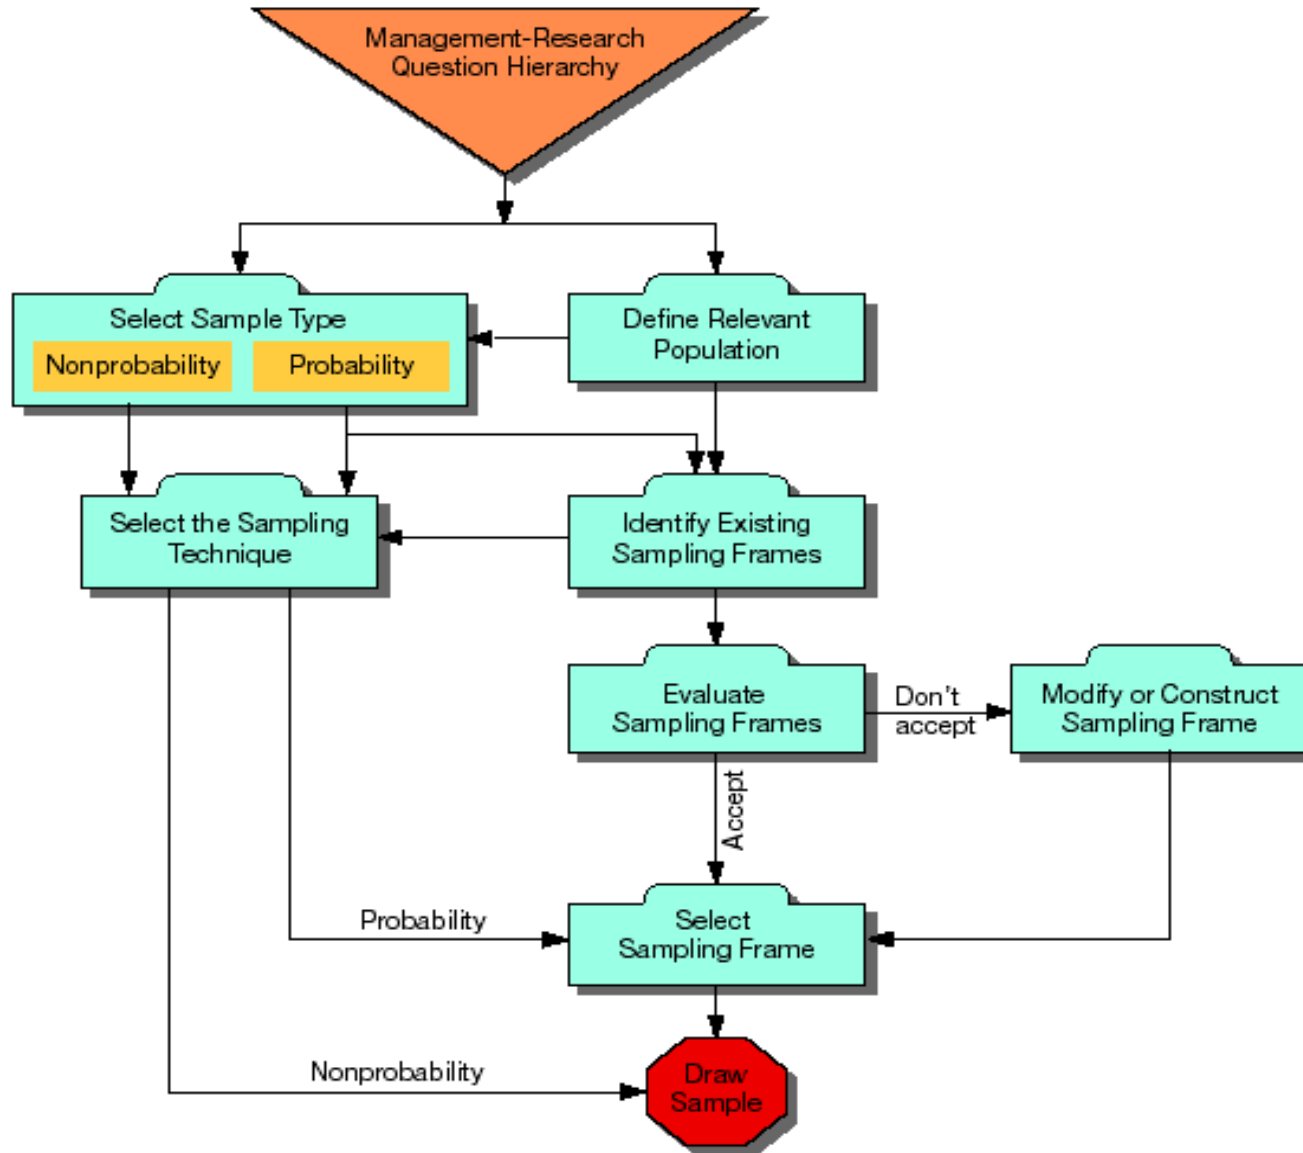 Management-Research
Question Hierarchy
Select Sample Type
Nonprobability
Probability
Define Relevant
Population
Select the Sampling
Technique
Identify Existing
Sampling Frames
Evaluate
Sampling Frames
Don't
accept
Modify or Construct
Sampling Frame
Accept
Probability
Select
Sampling Frame
Nonprobability
Draw
Sample